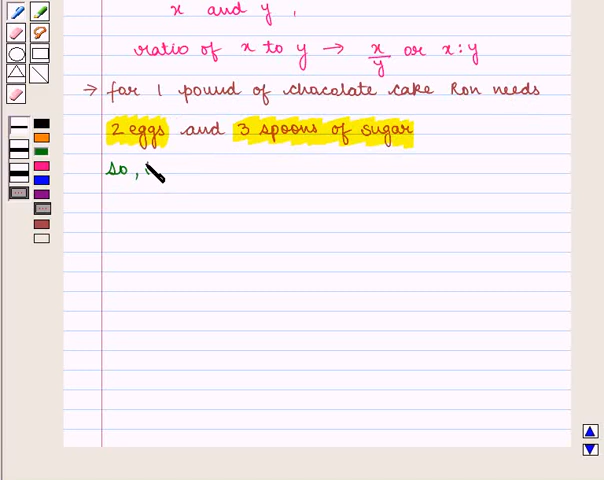 x and y,
ratio of x to y → x/y or x:y
→ for 1 pound of chocolate cake Ron needs
2 eggs and 3 spoons of sugar
so,